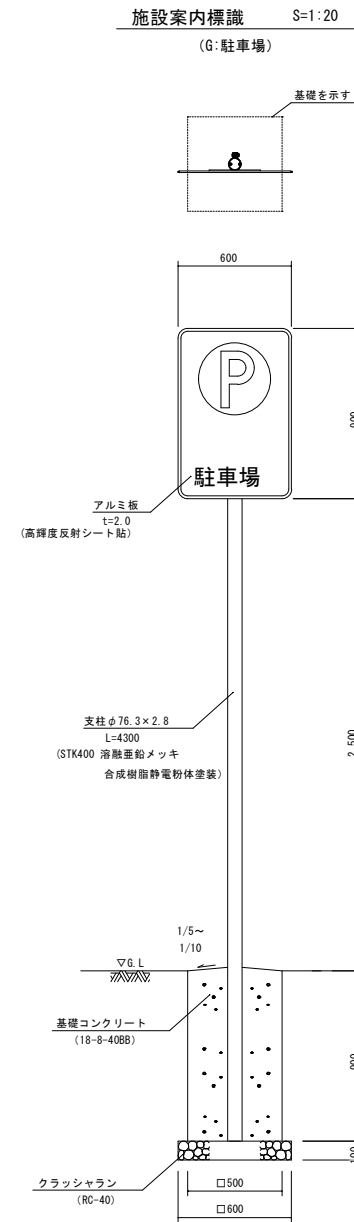 施設案内標識 S=1:20
(G:駐車場)
基礎を示す
600
P
駐車場
アルミ板
t=2.0
(高輝度反射シート貼)
支柱φ76.3×2.8
L=4300
(STK400 溶融亜鉛メッキ
合成樹脂静電粉体塗装)
2,500
1/5~
1/10
▽G.L
基礎コンクリート
(18-8-40BB)
クラッシャラン
(RC-40)
□500
□600